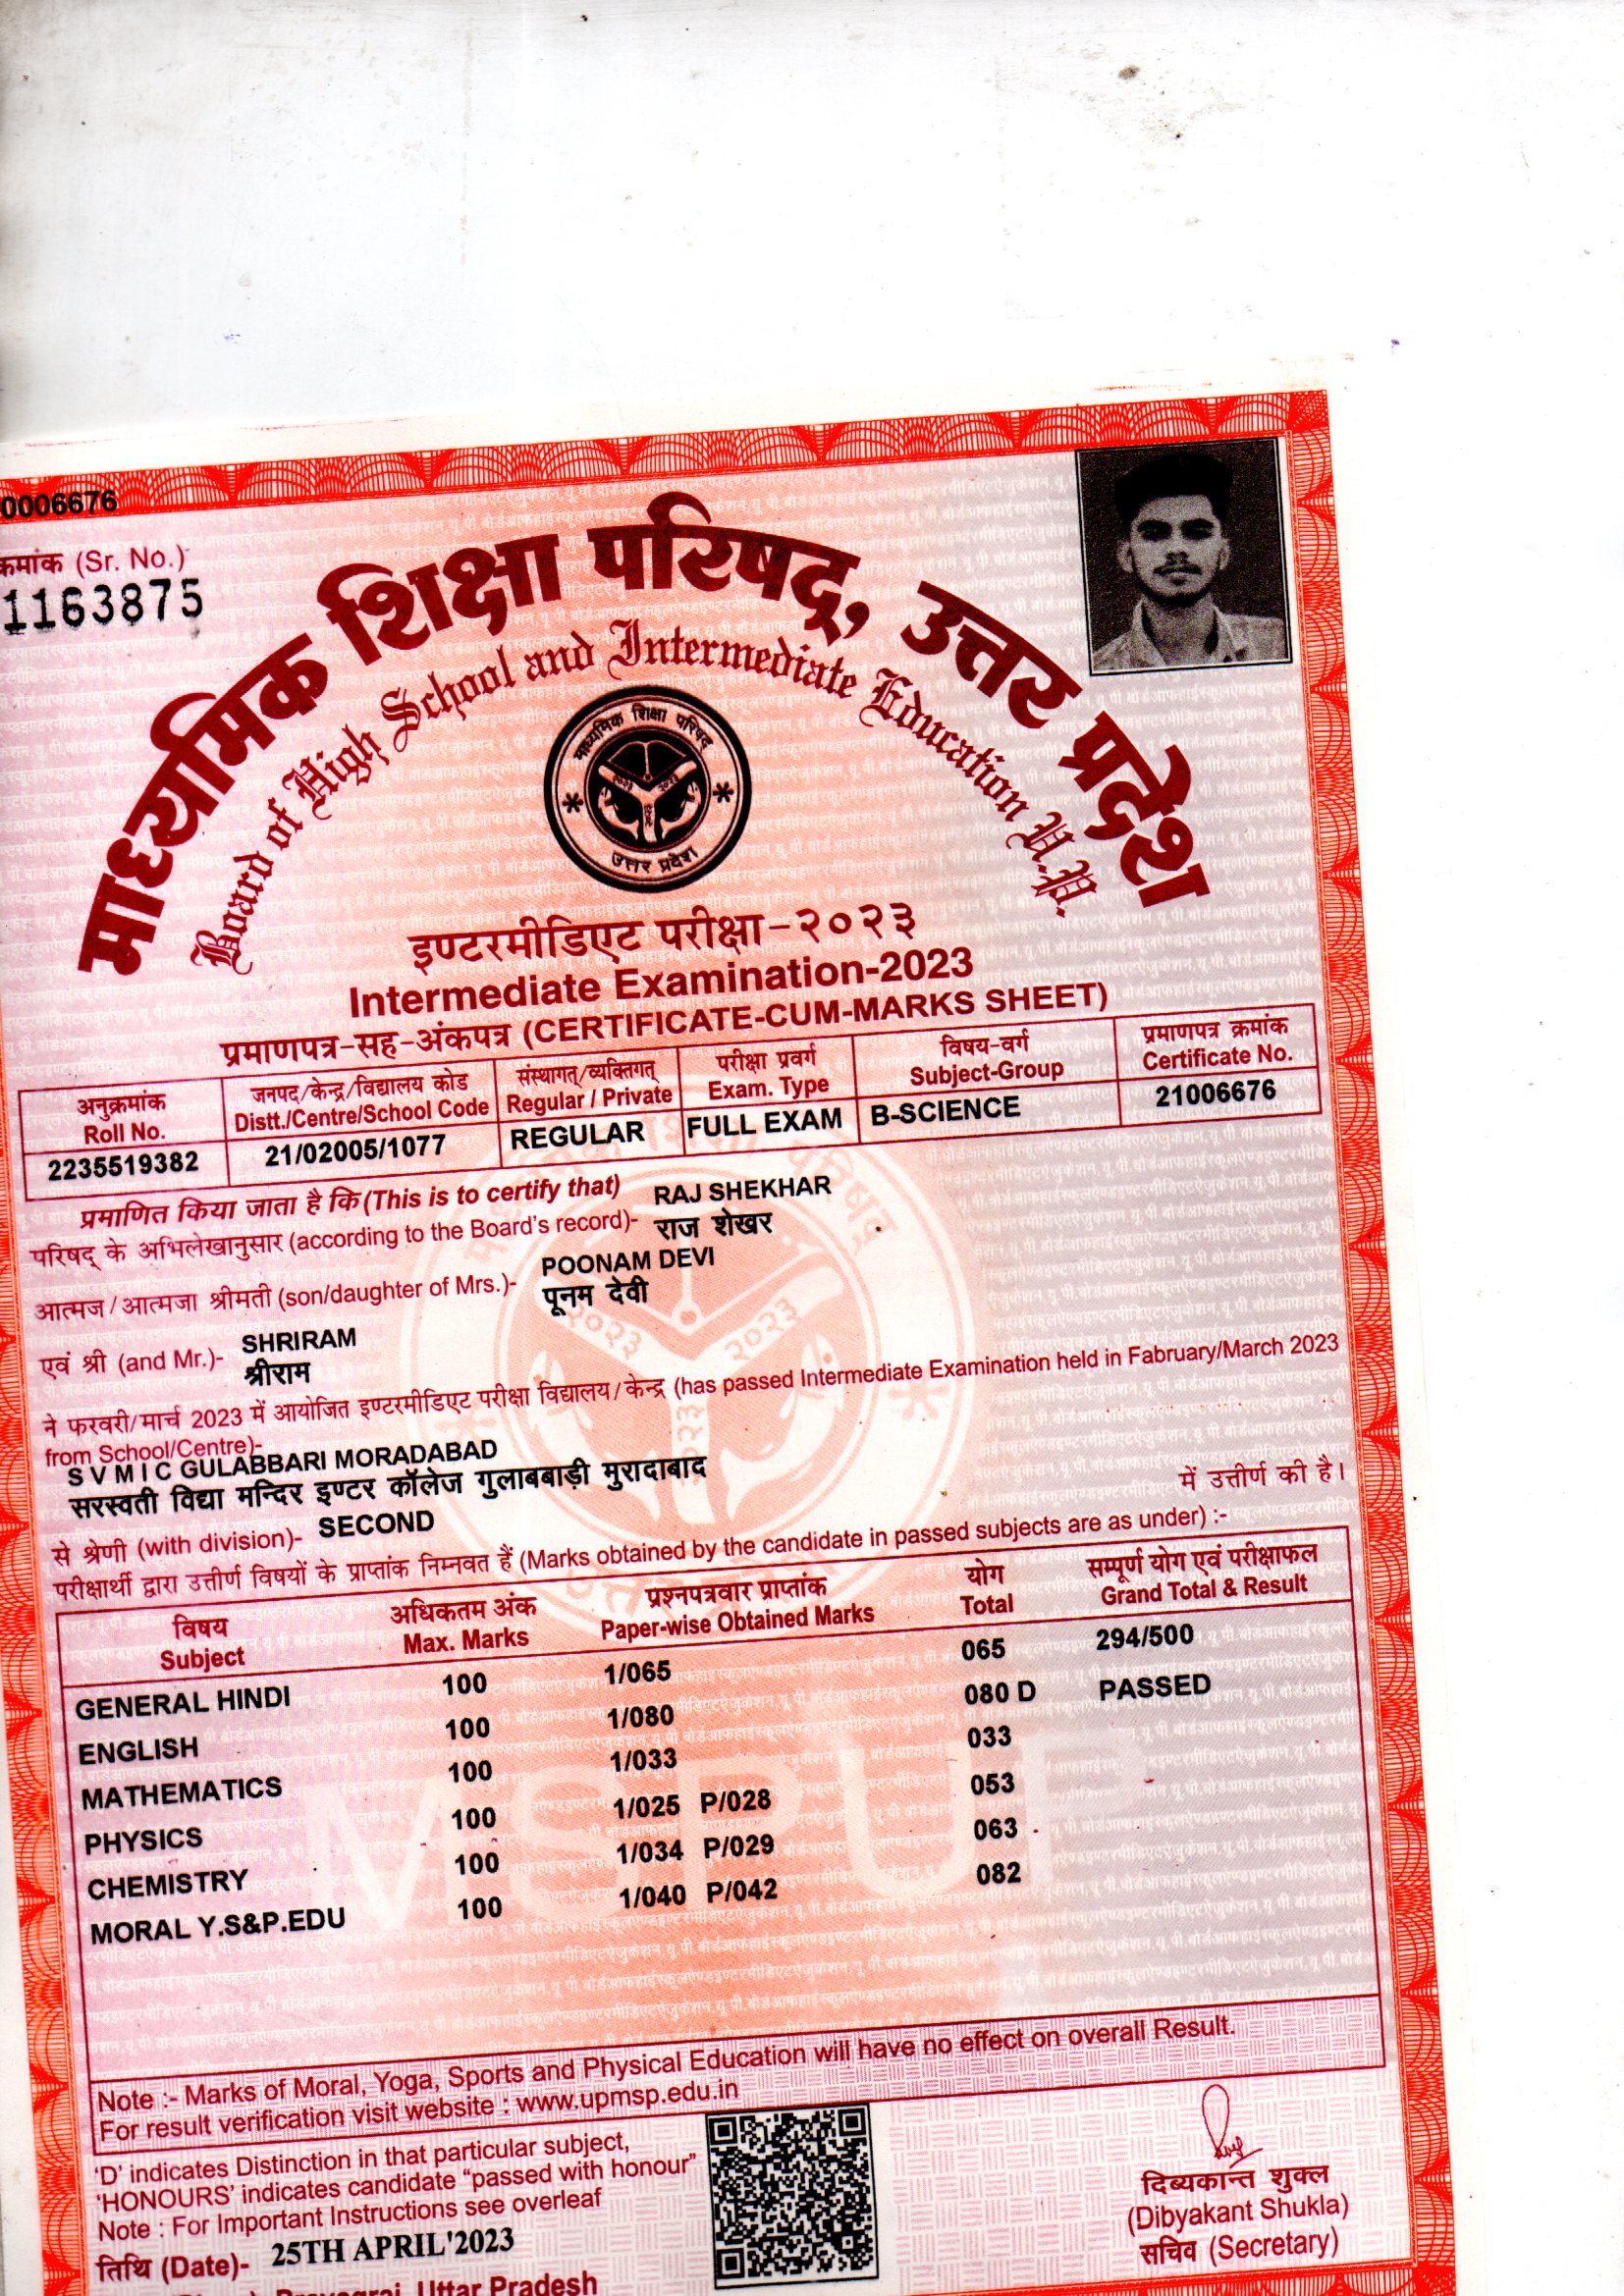 0006676
क्रमांक (Sr. No.)
1163875
माध्यमिक शिक्षा परिषद्, उत्तर प्रदेश
Board of High School and Intermediate Education U.P.
माध्यमिक शिक्षा परिषद्
उत्तर प्रदेश
इण्टरमीडिएट परीक्षा-२०२३
Intermediate Examination-2023
प्रमाणपत्र-सह-अंकपत्र (CERTIFICATE-CUM-MARKS SHEET)
अनुक्रमांक जनपद/केन्द्र/विद्यालय कोड संस्थागत्/व्यक्तिगत् परीक्षा प्रवर्ग विषय-वर्ग प्रमाणपत्र क्रमांक
Roll No. Distt./Centre/School Code Regular / Private Exam. Type Subject-Group Certificate No.
2235519382 21/02005/1077 REGULAR FULL EXAM B-SCIENCE 21006676
प्रमाणित किया जाता है कि (This is to certify that) RAJ SHEKHAR
परिषद् के अभिलेखानुसार (according to the Board's record)- राज शेखर
POONAM DEVI
आत्मज/आत्मजा श्रीमती (son/daughter of Mrs.)- पूनम देवी
SHRIRAM
एवं श्री (and Mr.)- श्रीराम
ने फरवरी/मार्च 2023 में आयोजित इण्टरमीडिएट परीक्षा विद्यालय/केन्द्र (has passed Intermediate Examination held in Fabruary/March 2023
from School/Centre)-
S V M I C GULABBARI MORADABAD
सरस्वती विद्या मन्दिर इण्टर कॉलेज गुलाबबाड़ी मुरादाबाद
में उत्तीर्ण की है।
से श्रेणी (with division)- SECOND
परीक्षार्थी द्वारा उत्तीर्ण विषयों के प्राप्तांक निम्नवत हैं (Marks obtained by the candidate in passed subjects are as under) :-
विषय अधिकतम अंक प्रश्नपत्रवार प्राप्तांक योग सम्पूर्ण योग एवं परीक्षाफल
Subject Max. Marks Paper-wise Obtained Marks Total Grand Total & Result
GENERAL HINDI 100 1/065 065 294/500
ENGLISH 100 1/080 080 D PASSED
MATHEMATICS 100 1/033 033
PHYSICS 100 1/025 P/028 053
CHEMISTRY 100 1/034 P/029 063
MORAL Y.S&P.EDU 100 1/040 P/042 082
Note :- Marks of Moral, Yoga, Sports and Physical Education will have no effect on overall Result.
For result verification visit website : www.upmsp.edu.in
'D' indicates Distinction in that particular subject,
'HONOURS' indicates candidate "passed with honour"
Note : For Important Instructions see overleaf
दिब्यकान्त शुक्ल
(Dibyakant Shukla)
सचिव (Secretary)
तिथि (Date)- 25TH APRIL'2023
Prayagraj, Uttar Pradesh